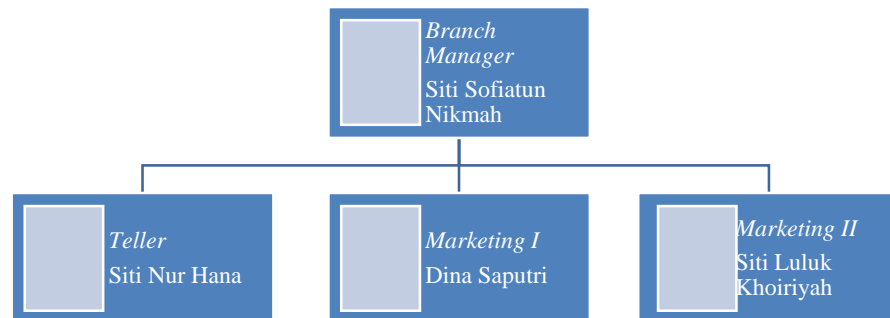 Branch
Manager
Siti Sofiatun
Nikmah
Teller
Siti Nur Hana
Marketing I
Dina Saputri
Marketing II
Siti Luluk
Khoiriyah